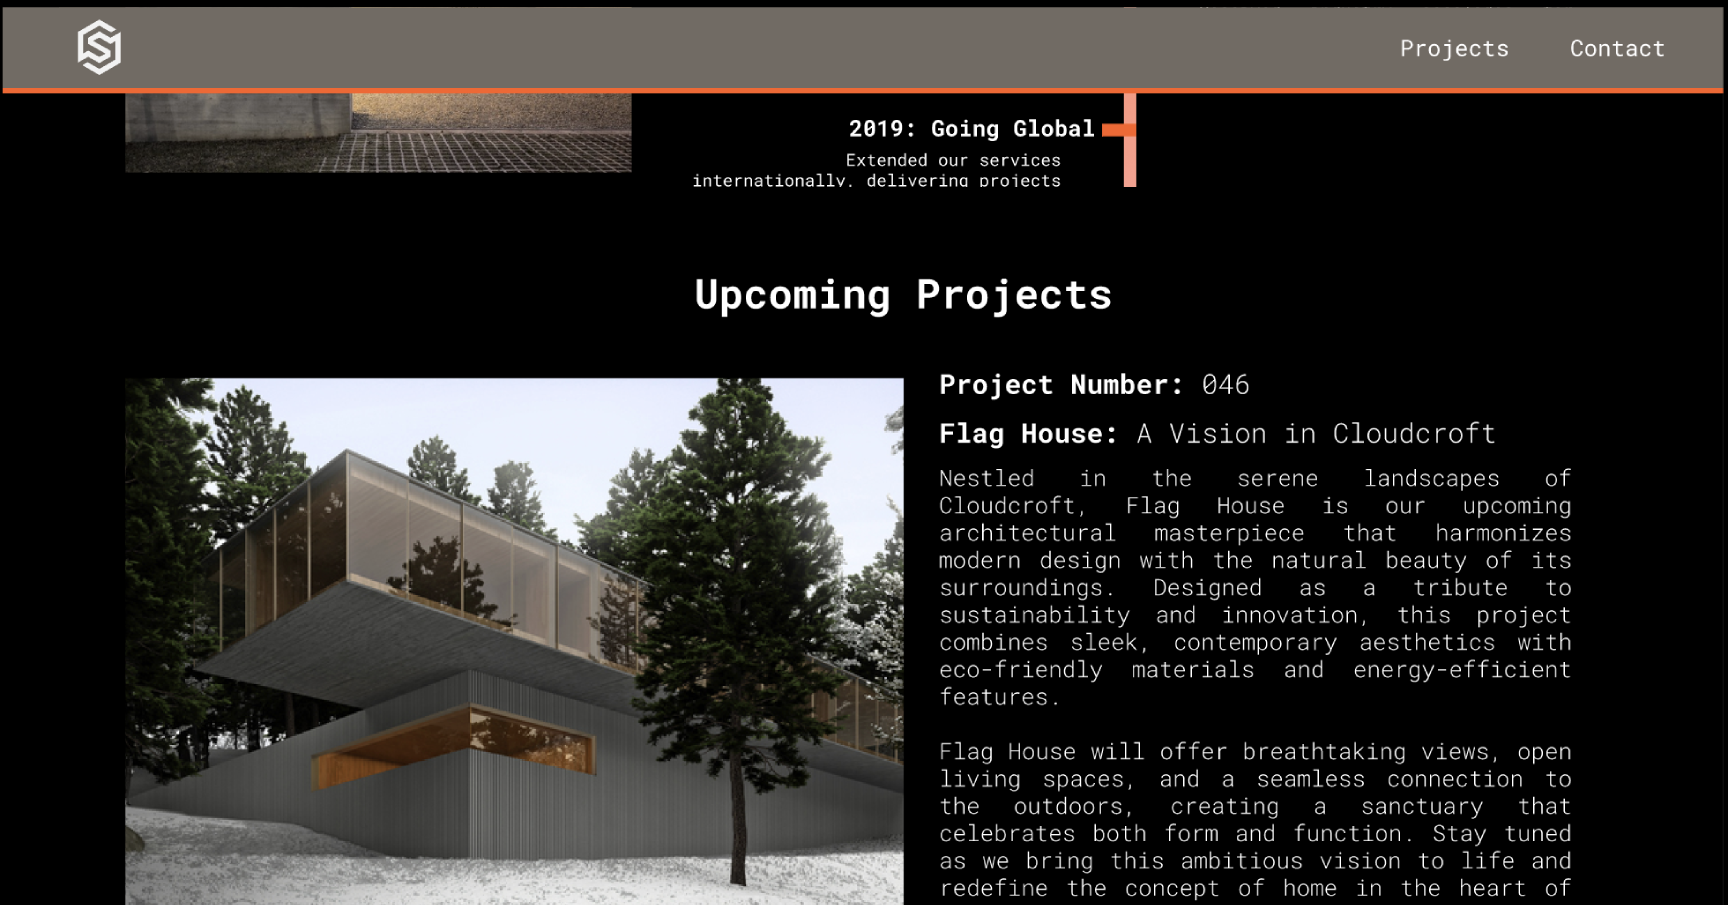 Projects
Contact
2019: Going Global
Extended our services
internationally, delivering projects
Upcoming Projects
Project Number: 046
Flag House: A Vision in Cloudcroft
Nestled in the serene landscapes of
Cloudcroft, Flag House is our upcoming
architectural masterpiece that harmonizes
modern design with the natural beauty of its
surroundings. Designed as a tribute to
sustainability and innovation, this project
combines sleek, contemporary aesthetics with
eco-friendly materials and energy-efficient
features.
Flag House will offer breathtaking views, open
living spaces, and a seamless connection to
the outdoors, creating a sanctuary that
celebrates both form and function. Stay tuned
as we bring this ambitious vision to life and
redefine the concept of home in the heart of